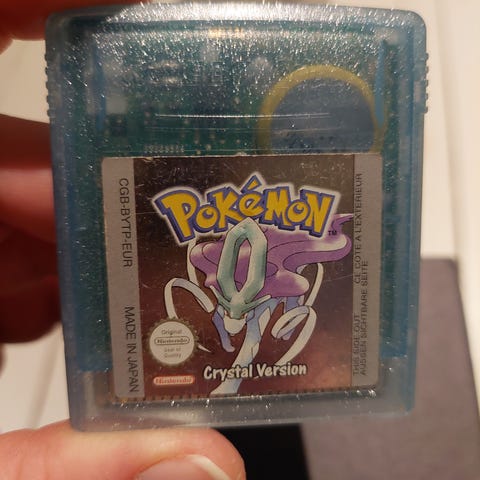 POKéMON
TM
CGB-BYTP-EUR
MADE IN JAPAN
Original
Nintendo
Seal of
Quality
Nintendo
Crystal Version
THIS SIDE OUT
CE COTE A L'EXTERIEUR
AUSSEN SICHTBARE SEITE